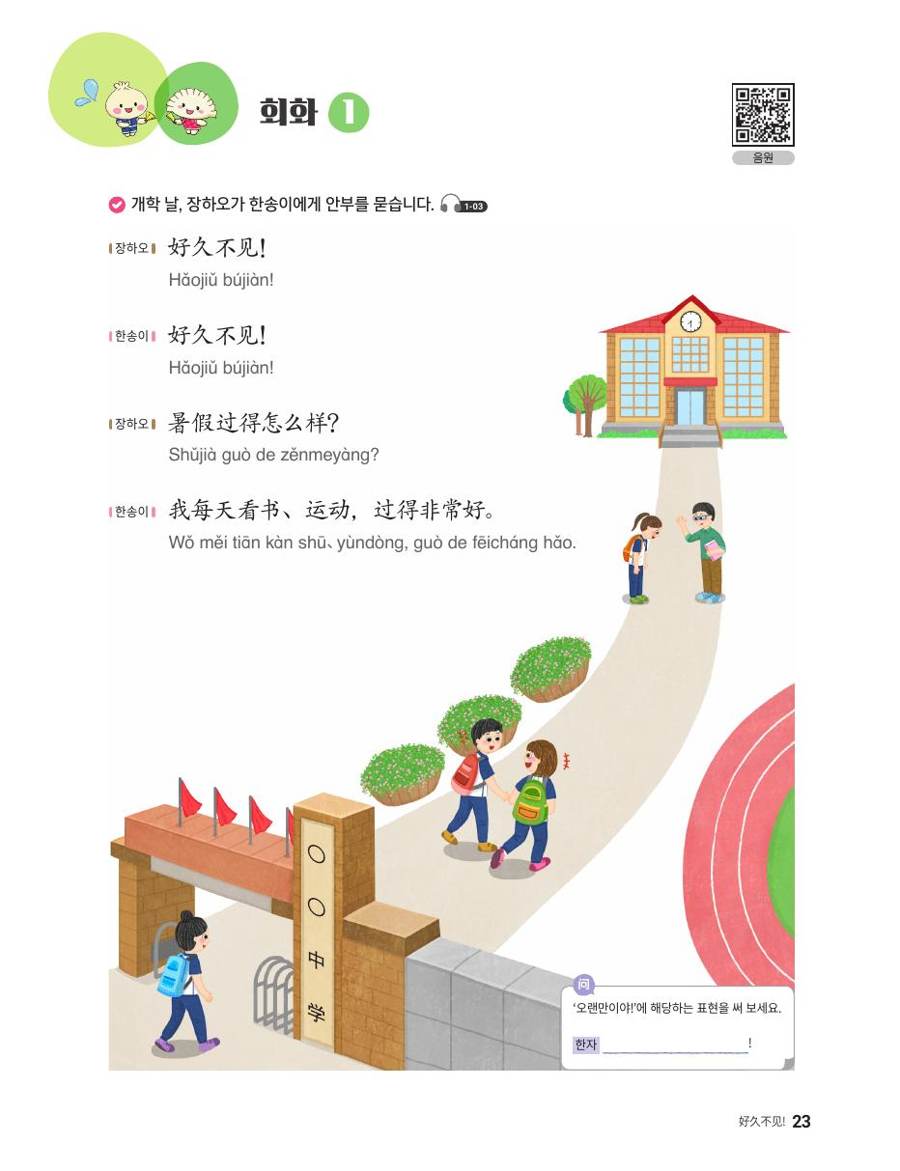 회화 1
음원
개학 날, 장하오가 한송이에게 안부를 묻습니다. 1-03
장하오 好久不见!
Hǎojiǔ bújiàn!
한송이 好久不见!
Hǎojiǔ bújiàn!
장하오 暑假过得怎么样?
Shǔjià guò de zěnmeyàng?
한송이 我每天看书、运动，过得非常好。
Wǒ měi tiān kàn shū、yùndòng, guò de fēicháng hǎo.
〇〇中学
问
‘오랜만이야!’에 해당하는 표현을 써 보세요.
한자 !
好久不见! 23